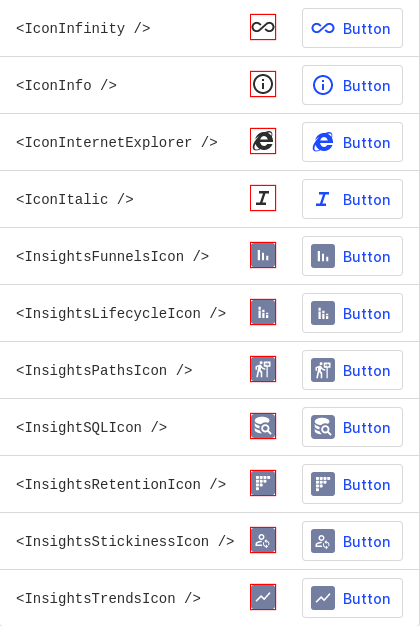 <IconInfinity /> Button
<IconInfo /> Button
<IconInternetExplorer /> Button
<IconItalic /> Button
<InsightsFunnelsIcon /> Button
<InsightsLifecycleIcon /> Button
<InsightsPathsIcon /> Button
<InsightSQLIcon /> Button
<InsightsRetentionIcon /> Button
<InsightsStickinessIcon /> Button
<InsightsTrendsIcon /> Button